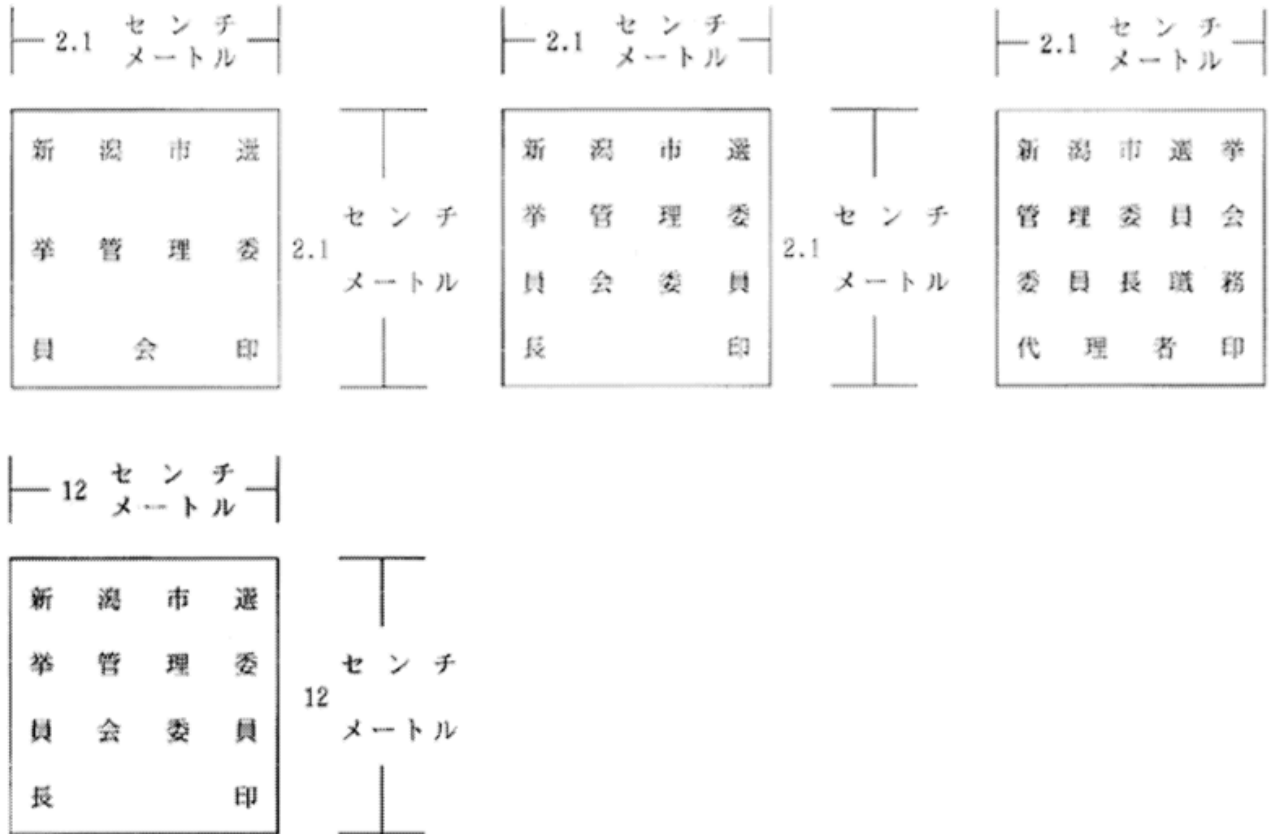 2.1 センチメートル
新潟市選
挙管理委
員会印
2.1 センチメートル
2.1 センチメートル
新潟市選
挙管理委
員会委員
長印
2.1 センチメートル
2.1 センチメートル
新潟市選挙
管理委員会
委員長職務
代理者印
12 センチメートル
新潟市選
挙管理委
員会委員
長印
12 センチメートル